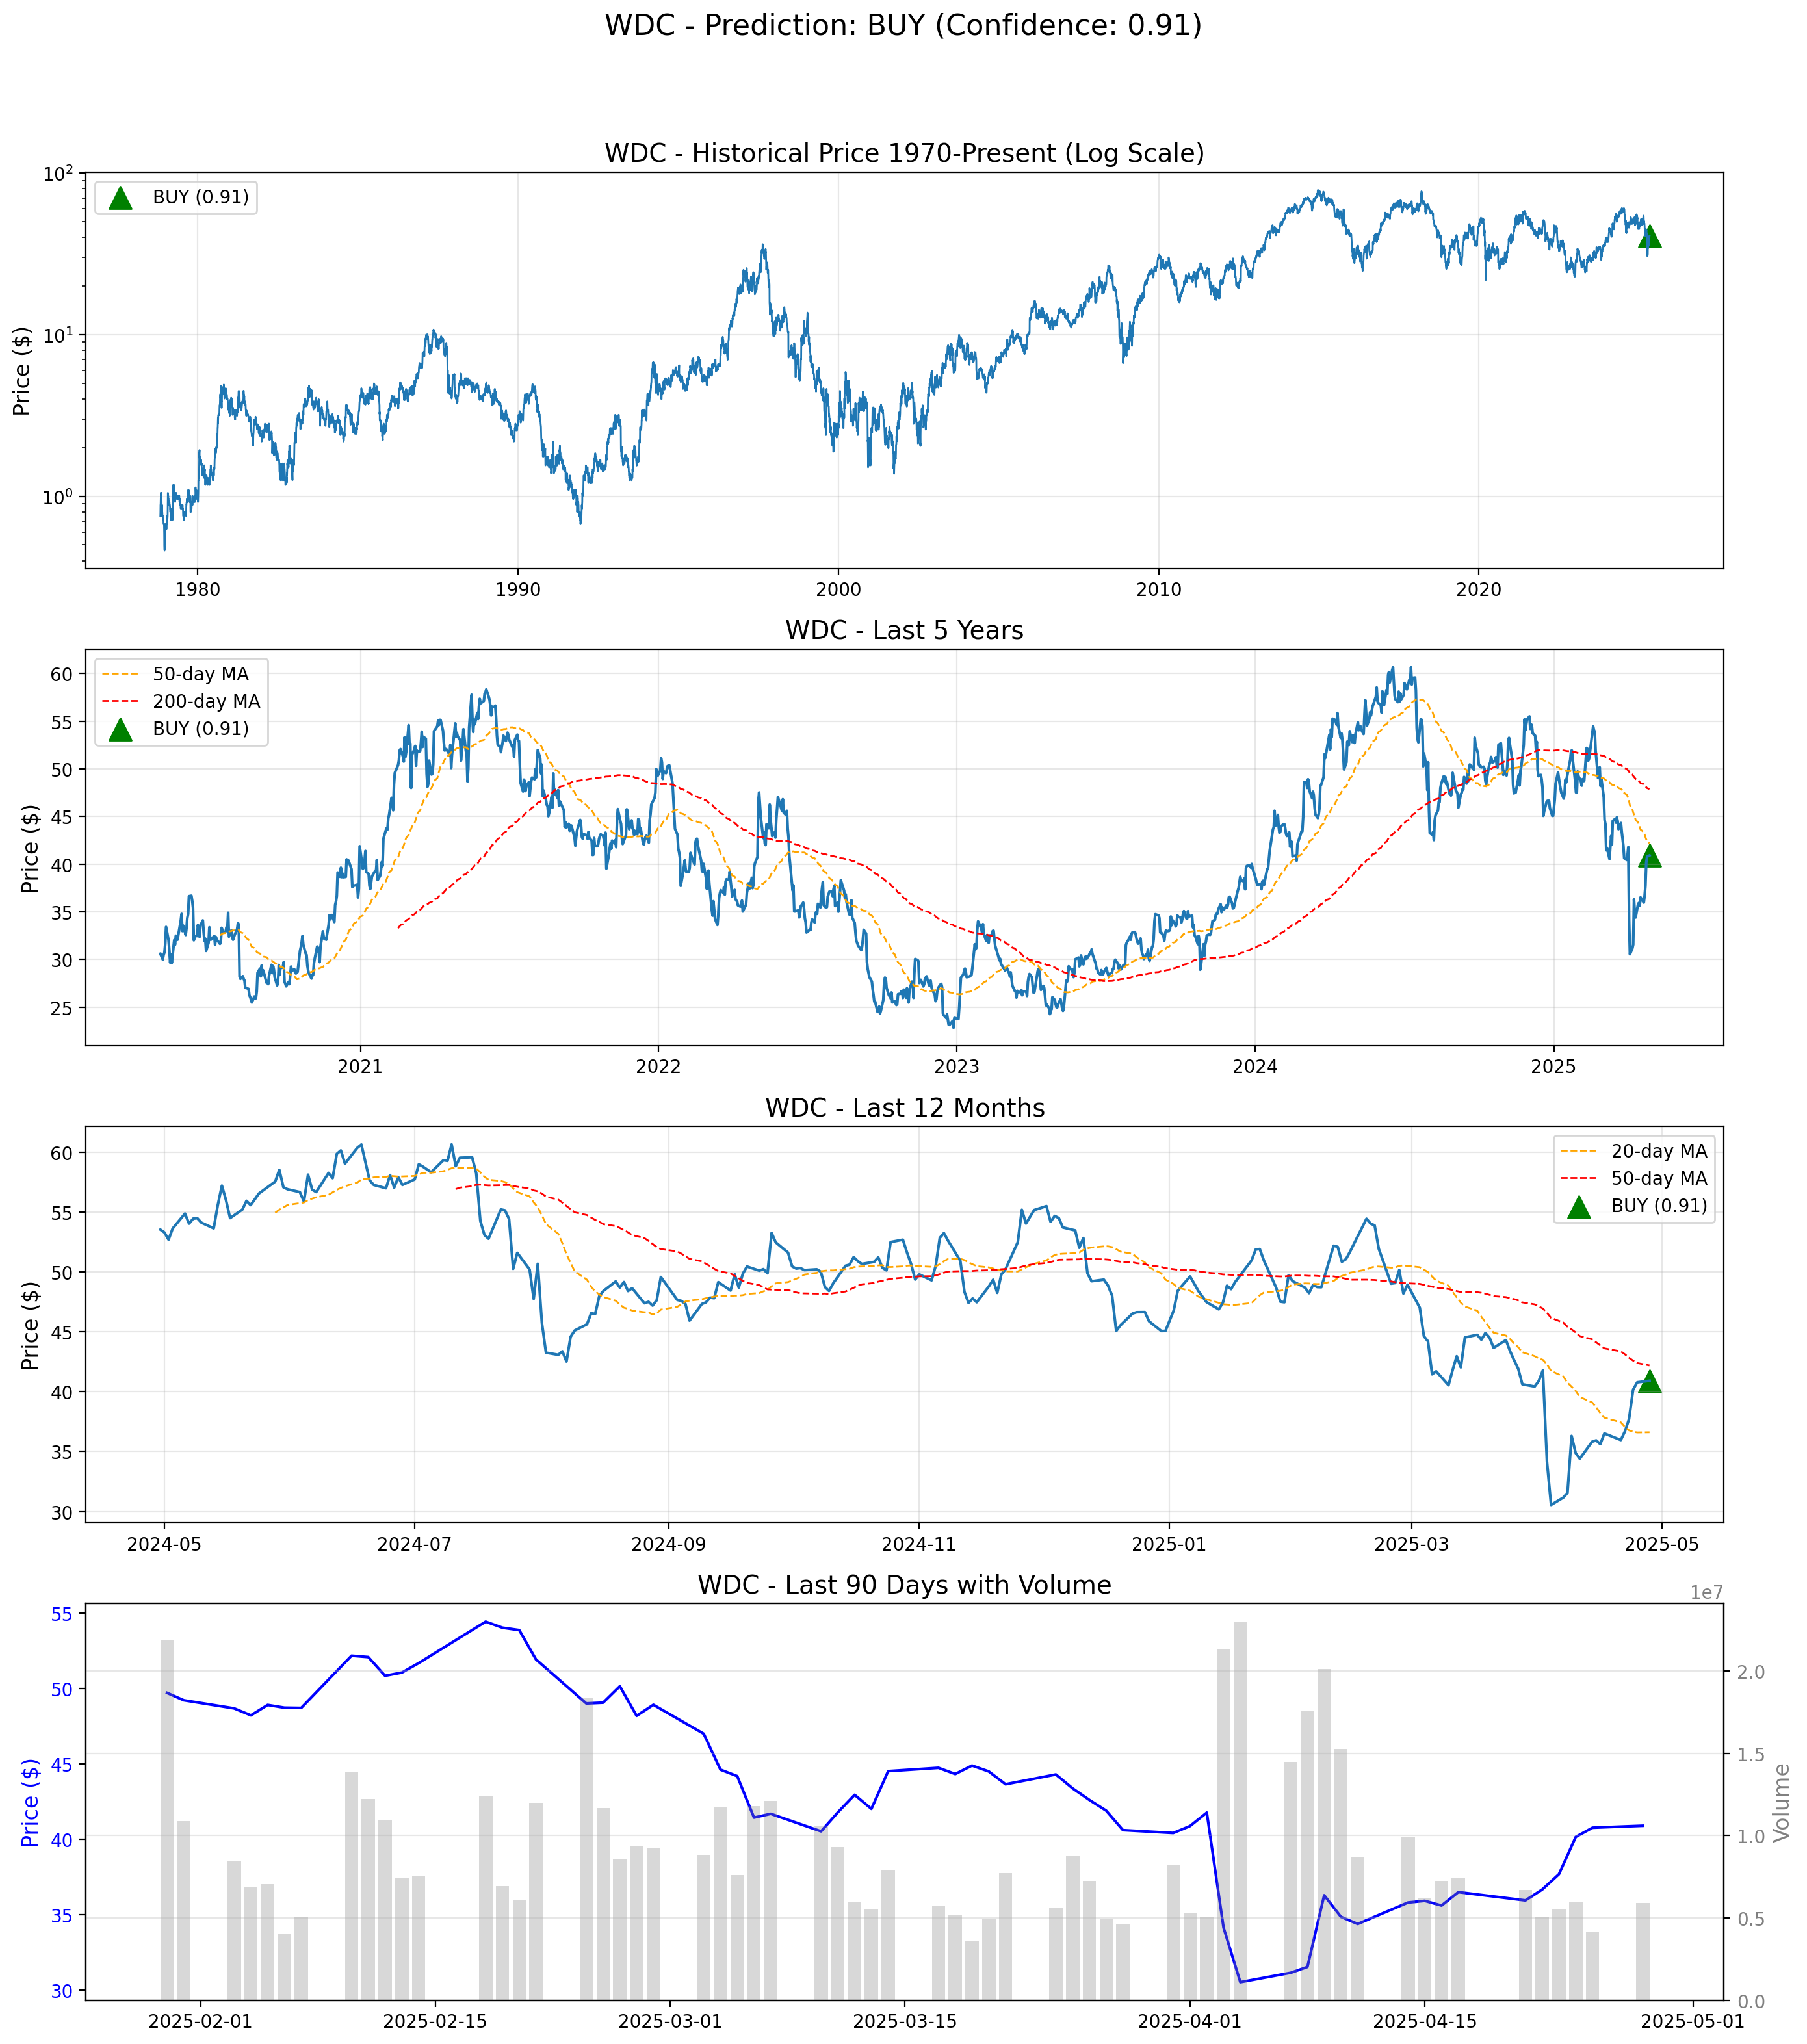 WDC - Prediction: BUY (Confidence: 0.91)
WDC - Historical Price 1970-Present (Log Scale)
10²
10¹
10⁰
Price ($)
BUY (0.91)
1980 1990 2000 2010 2020
WDC - Last 5 Years
60
55
50
45
40
35
30
25
Price ($)
50-day MA
200-day MA
BUY (0.91)
2021 2022 2023 2024 2025
WDC - Last 12 Months
60
55
50
45
40
35
30
Price ($)
20-day MA
50-day MA
BUY (0.91)
2024-05 2024-07 2024-09 2024-11 2025-01 2025-03 2025-05
WDC - Last 90 Days with Volume
1e7
55
50
45
40
35
30
Price ($)
2.0
1.5
1.0
0.5
0.0
Volume
2025-02-01 2025-02-15 2025-03-01 2025-03-15 2025-04-01 2025-04-15 2025-05-01